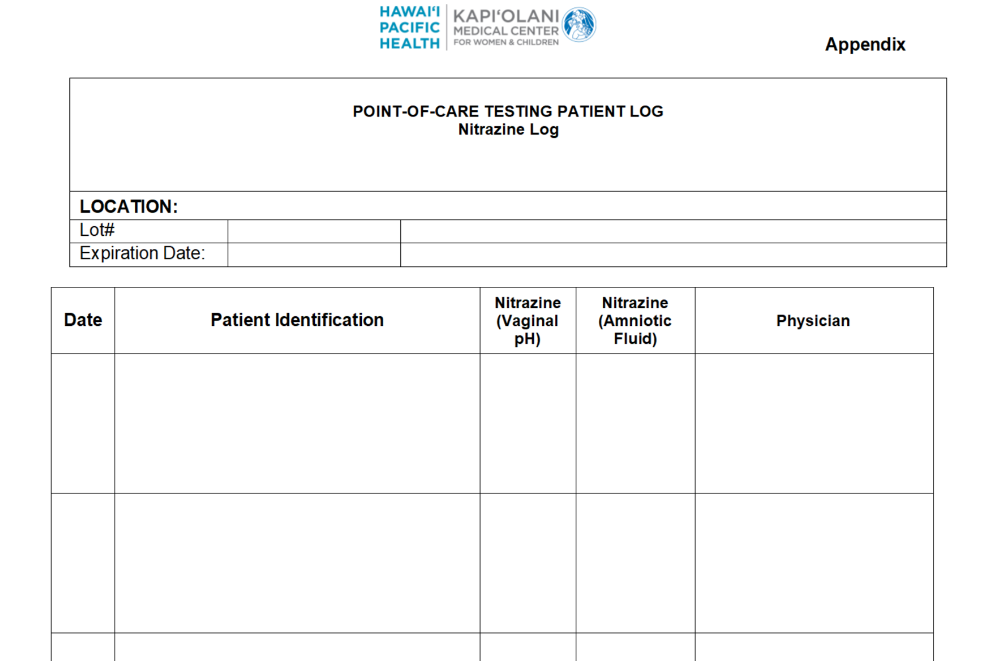 HAWAIʻI
PACIFIC
HEALTH
KAPIʻOLANI
MEDICAL CENTER
FOR WOMEN & CHILDREN
Appendix
POINT-OF-CARE TESTING PATIENT LOG
Nitrazine Log
LOCATION:
Lot#
Expiration Date:
Date
Patient Identification
Nitrazine
(Vaginal
pH)
Nitrazine
(Amniotic
Fluid)
Physician